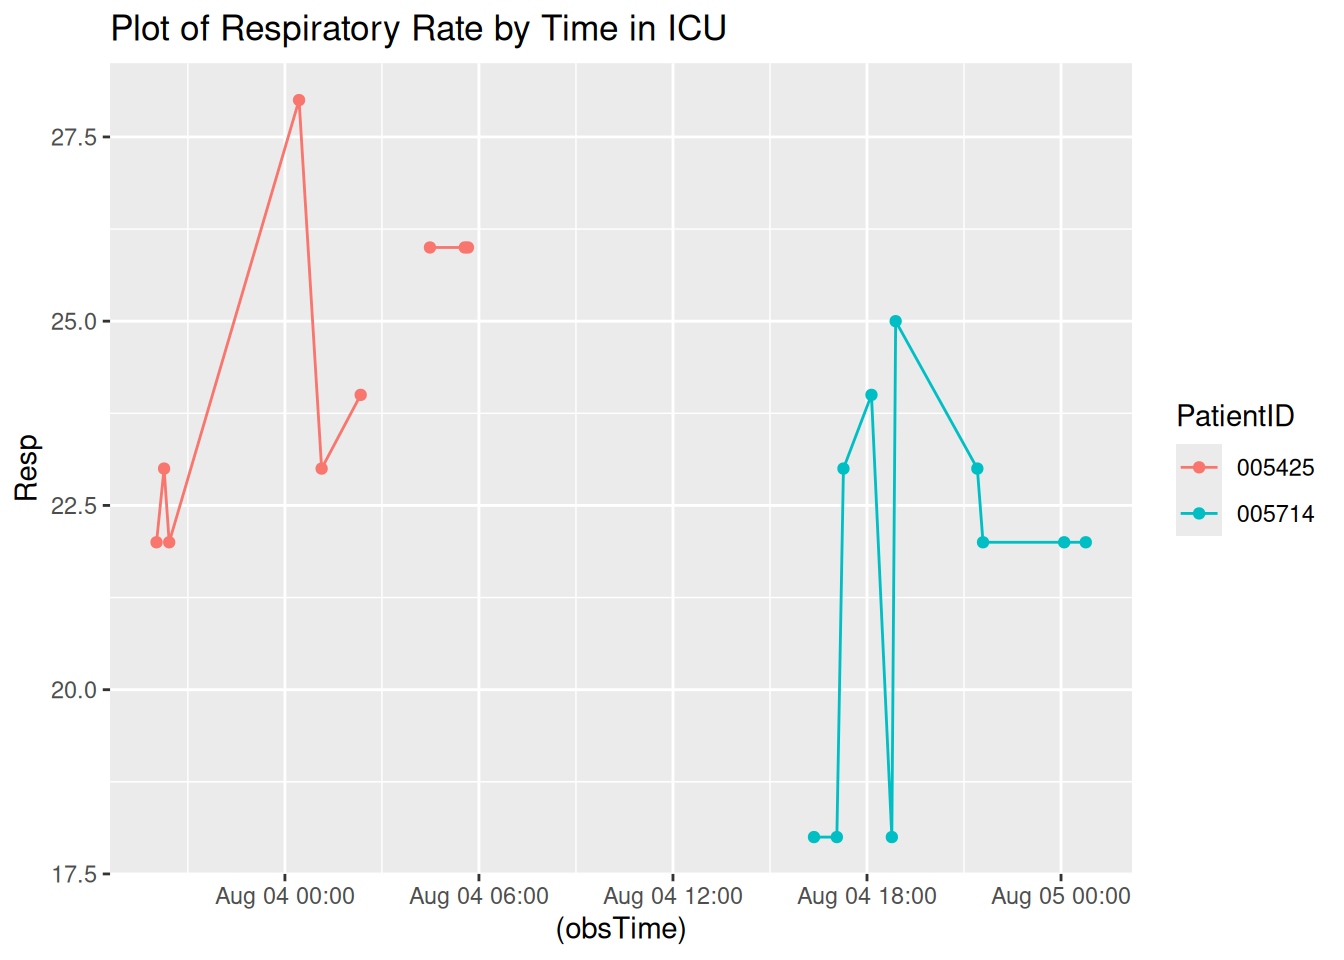 Plot of Respiratory Rate by Time in ICU
27.5
25.0
22.5
20.0
17.5
Resp
Aug 04 00:00 Aug 04 06:00 Aug 04 12:00 Aug 04 18:00 Aug 05 00:00
(obsTime)
PatientID
005425
005714